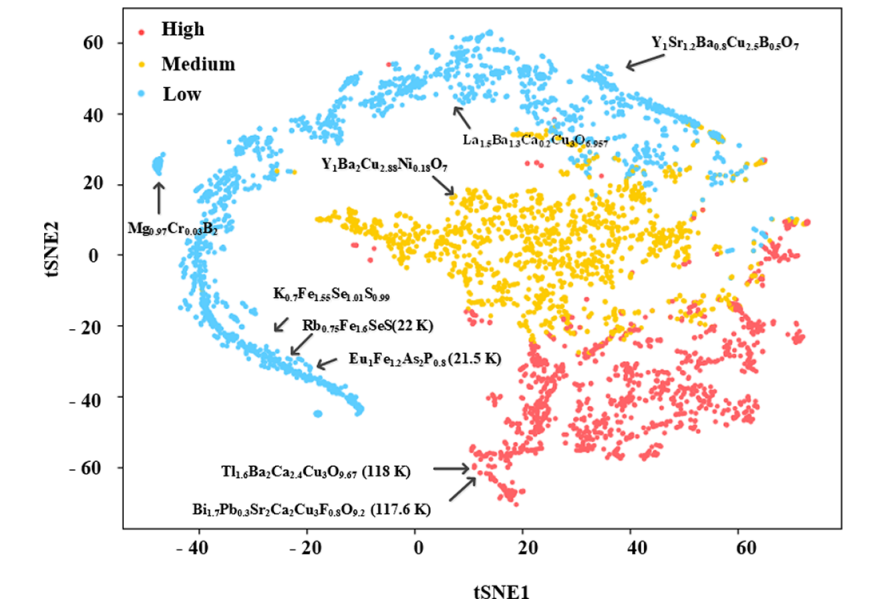 High
Medium
Low
Y₁Sr₁.₂Ba₀.₈Cu₂.₅B₀.₅O₇
La₁.₅Ba₁.₃Ca₀.₂Cu₃O₆.₉₅₇
Y₁Ba₂Cu₂.₈₈Ni₀.₁₈O₇
Mg₀.₉₇Cr₀.₀₃B₂
K₀.₇Fe₁.₅₅Se₁.₀₁S₀.₉₉
Rb₀.₇₅Fe₁.₆SeS(22 K)
Eu₁Fe₁.₂As₂P₀.₈ (21.5 K)
Tl₁.₆Ba₂Ca₂.₄Cu₃O₉.₆₇ (118 K)
Bi₁.₇Pb₀.₃Sr₂Ca₂Cu₃F₀.₈O₉.₂ (117.6 K)
60
40
20
0
- 20
- 40
- 60
tSNE2
- 40
- 20
0
20
40
60
tSNE1